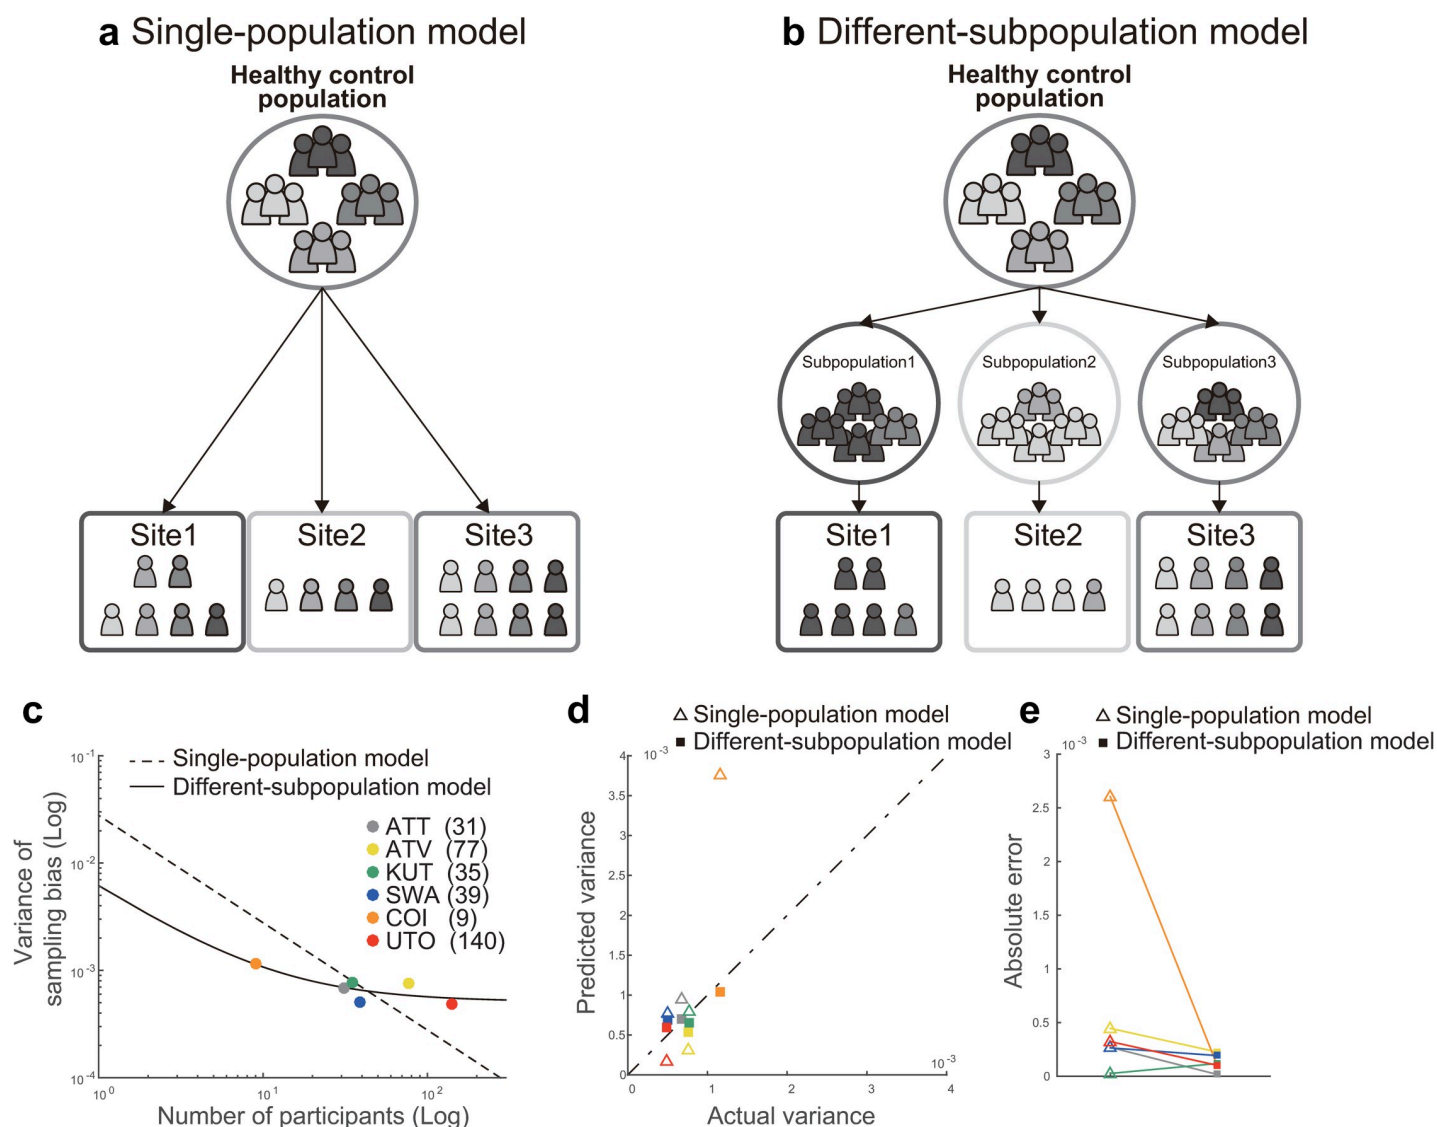 a Single-population model
Healthy control
population
Site1
Site2
Site3
b Different-subpopulation model
Healthy control
population
Subpopulation1
Subpopulation2
Subpopulation3
Site1
Site2
Site3
c
Single-population model
Different-subpopulation model
ATT (31)
ATV (77)
KUT (35)
SWA (39)
COI (9)
UTO (140)
Variance of
sampling bias (Log)
10-1
10-2
10-3
10-4
100
101
102
Number of participants (Log)
d
Single-population model
Different-subpopulation model
10-3
Predicted variance
4
3.5
3
2.5
2
1.5
1
0.5
0
0
1
2
3
4
10-3
Actual variance
e
Single-population model
Different-subpopulation model
10-3
Absolute error
3
2.5
2
1.5
1
0.5
0